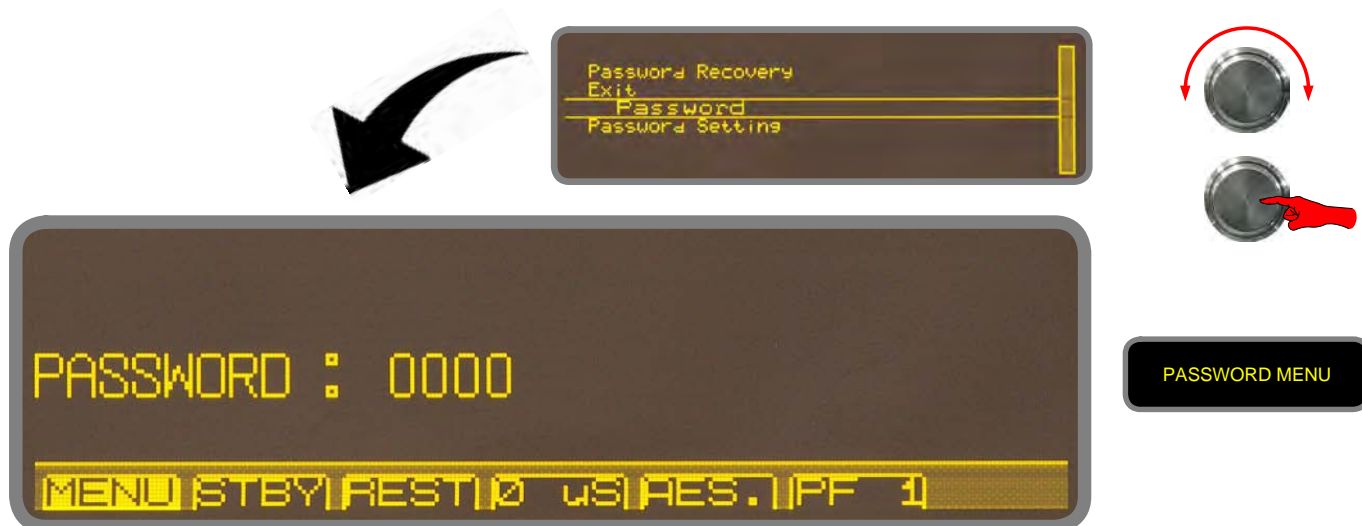 Password Recovery
Exit
Password
Password Setting
PASSWORD : 0000
PASSWORD MENU
MENU STBY REST 0 uS AES. PF 1